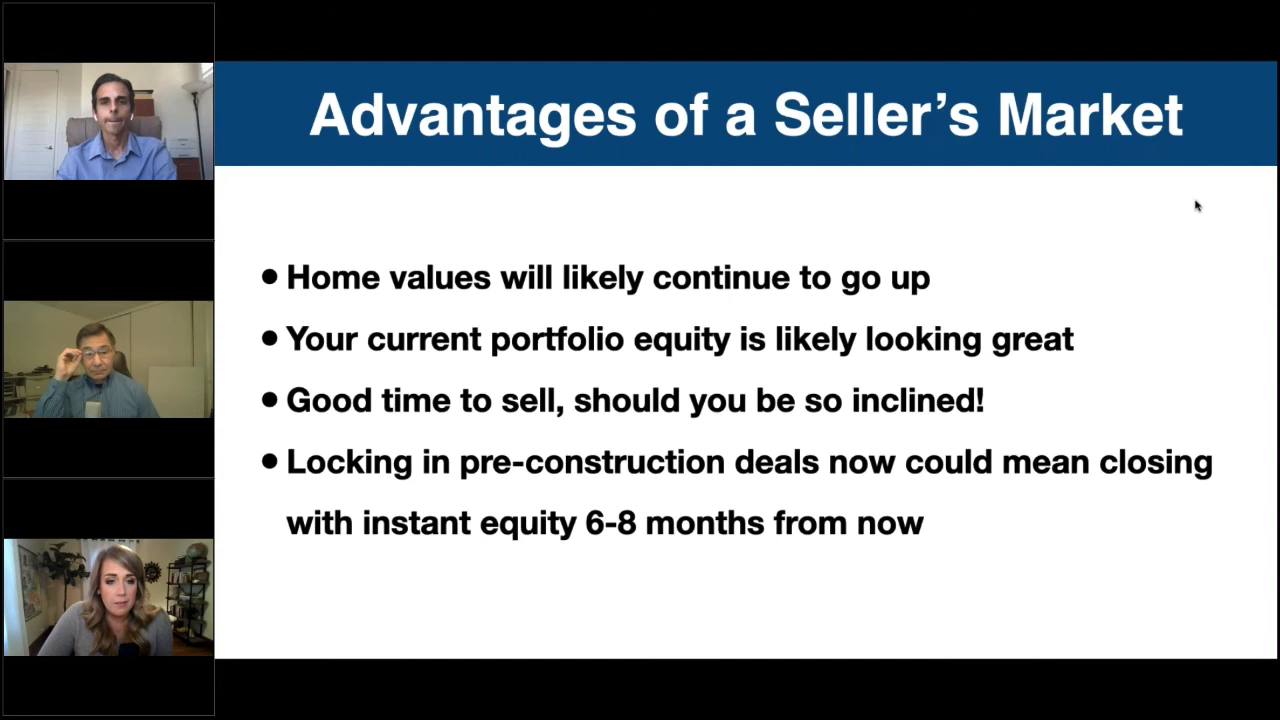 Advantages of a Seller’s Market
● Home values will likely continue to go up
● Your current portfolio equity is likely looking great
● Good time to sell, should you be so inclined!
● Locking in pre-construction deals now could mean closing
with instant equity 6-8 months from now